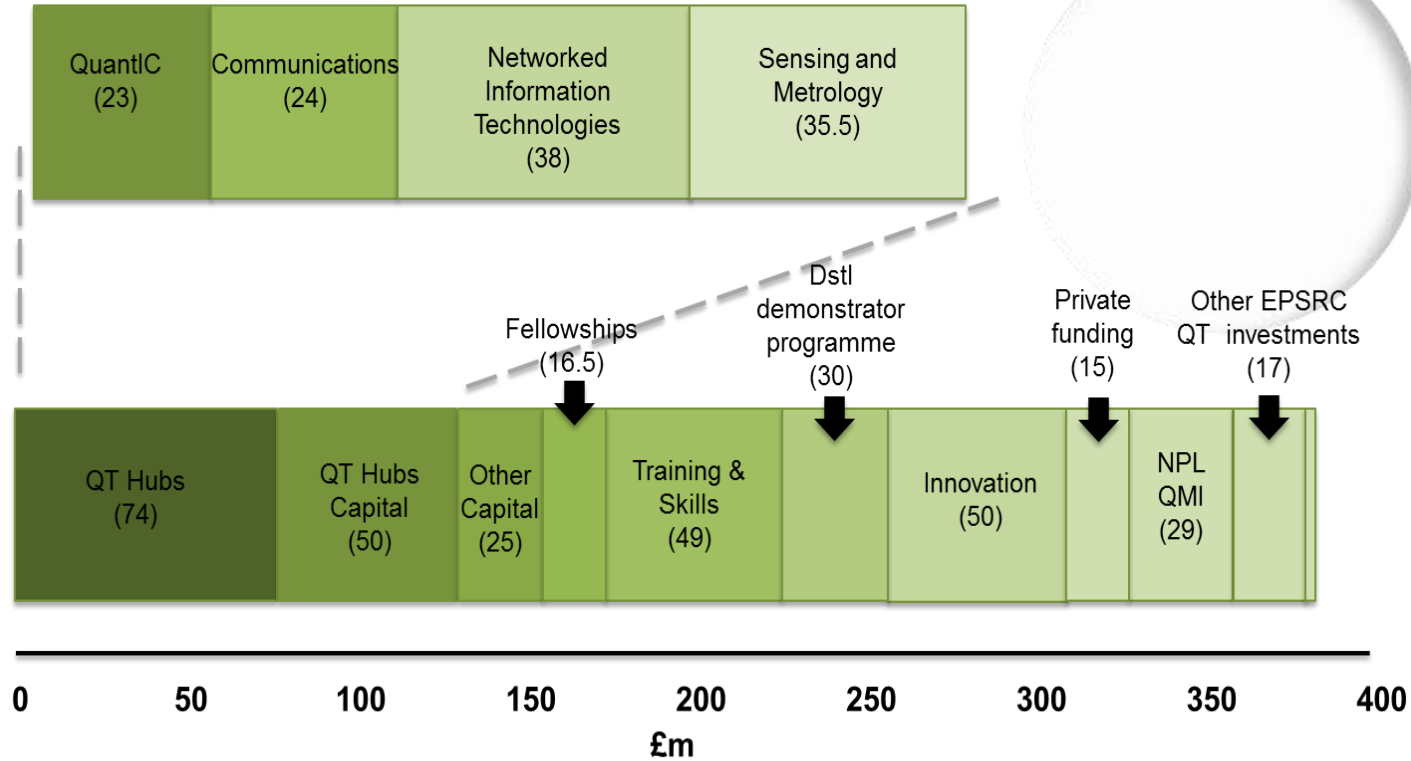 QuantIC
(23)
Communications
(24)
Networked
Information
Technologies
(38)
Sensing and
Metrology
(35.5)
Fellowships
(16.5)
Dstl
demonstrator
programme
(30)
Private
funding
(15)
Other EPSRC
QT investments
(17)
QT Hubs
(74)
QT Hubs
Capital
(50)
Other
Capital
(25)
Training &
Skills
(49)
Innovation
(50)
NPL
QMI
(29)
0 50 100 150 200 250 300 350 400
£m